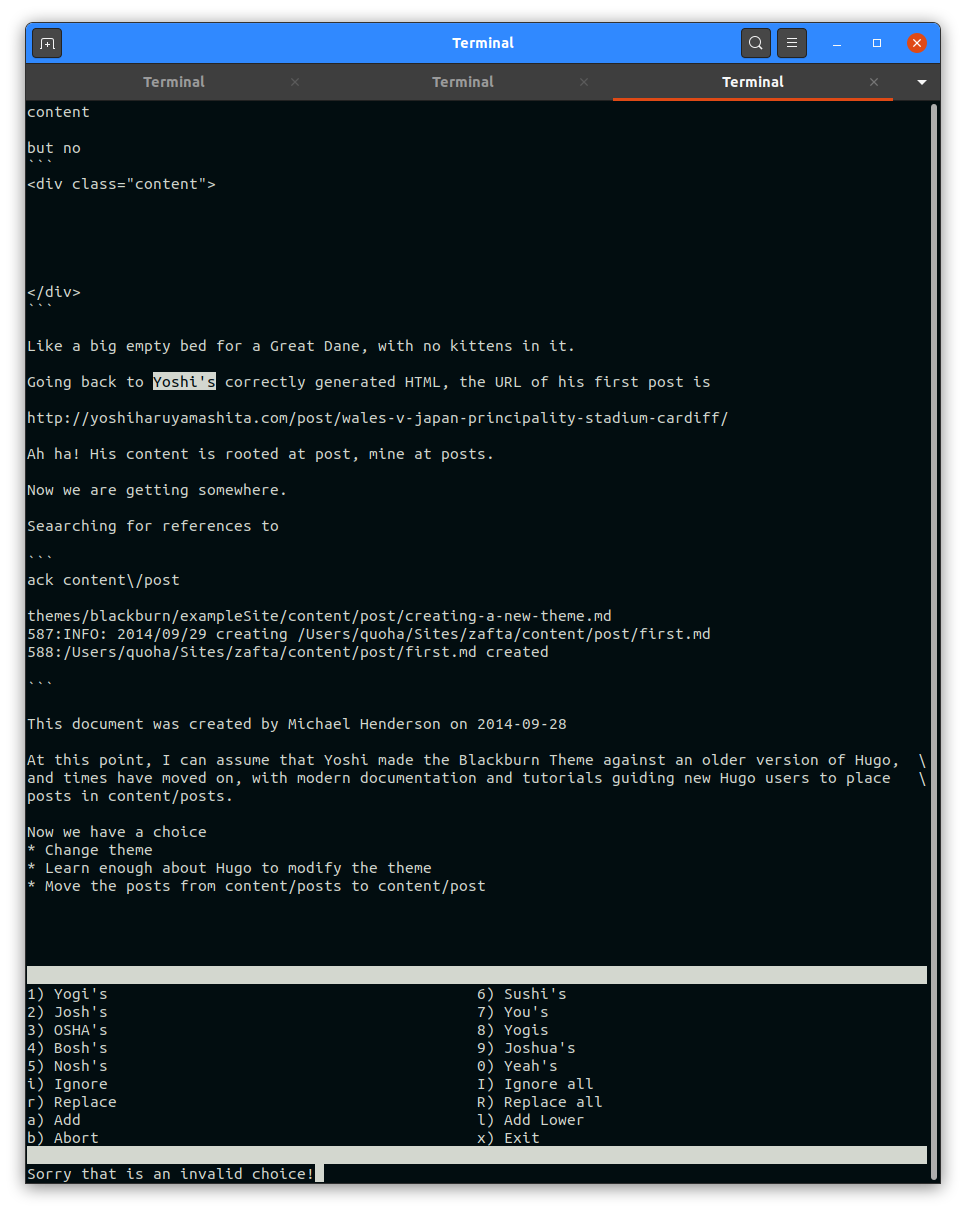 Terminal
Terminal Terminal Terminal
content
but no
```
<div class="content">
</div>
```
Like a big empty bed for a Great Dane, with no kittens in it.
Going back to Yoshi's correctly generated HTML, the URL of his first post is
http://yoshiharuyamashita.com/post/wales-v-japan-principality-stadium-cardiff/
Ah ha! His content is rooted at post, mine at posts.
Now we are getting somewhere.
Seaarching for references to
```
ack content\/post
themes/blackburn/exampleSite/content/post/creating-a-new-theme.md
587:INFO: 2014/09/29 creating /Users/quoha/Sites/zafta/content/post/first.md
588:/Users/quoha/Sites/zafta/content/post/first.md created
```
This document was created by Michael Henderson on 2014-09-28
At this point, I can assume that Yoshi made the Blackburn Theme against an older version of Hugo, \
and times have moved on, with modern documentation and tutorials guiding new Hugo users to place \
posts in content/posts.
Now we have a choice
* Change theme
* Learn enough about Hugo to modify the theme
* Move the posts from content/posts to content/post
1) Yogi's 6) Sushi's
2) Josh's 7) You's
3) OSHA's 8) Yogis
4) Bosh's 9) Joshua's
5) Nosh's 0) Yeah's
i) Ignore I) Ignore all
r) Replace R) Replace all
a) Add l) Add Lower
b) Abort x) Exit
Sorry that is an invalid choice!